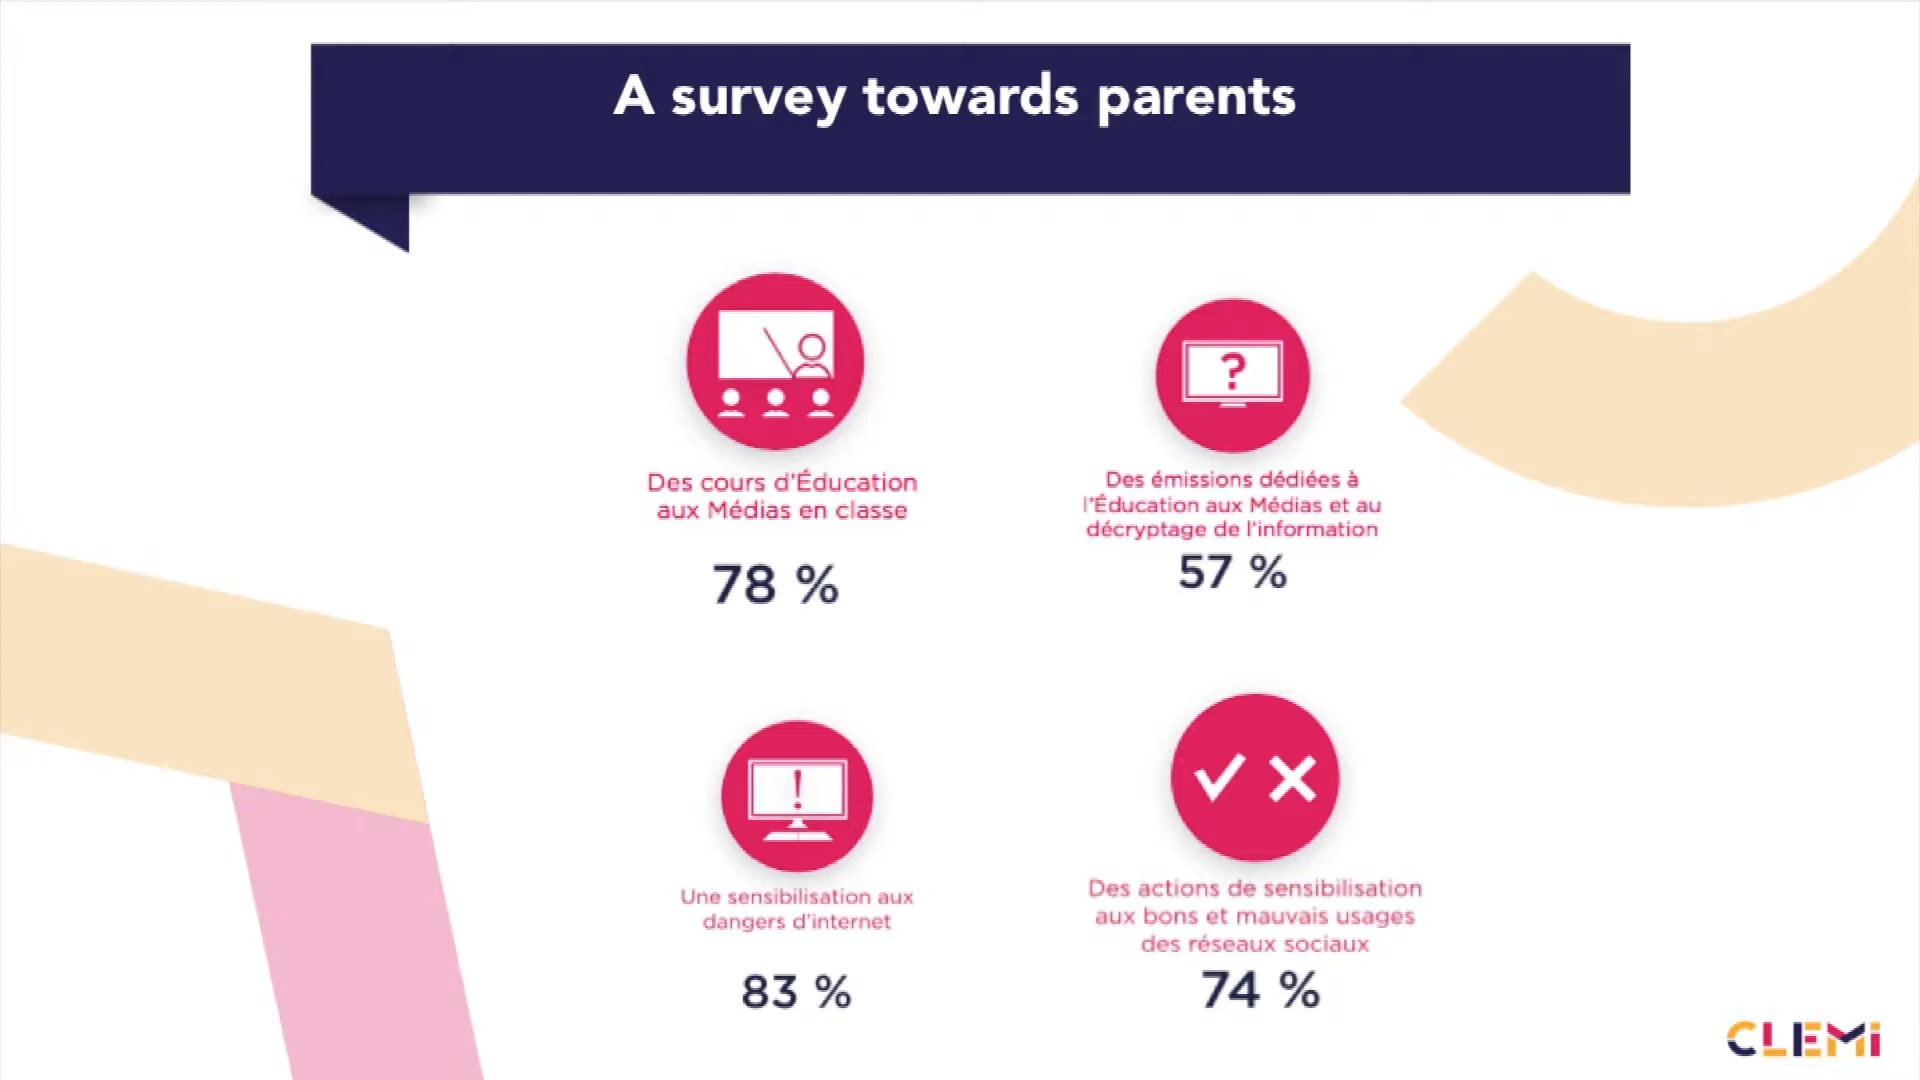 A survey towards parents
Des cours d'Éducation
aux Médias en classe
78 %
Des émissions dédiées à
l'Éducation aux Médias et au
décryptage de l'information
57 %
Une sensibilisation aux
dangers d'internet
83 %
Des actions de sensibilisation
aux bons et mauvais usages
des réseaux sociaux
74 %
CLEMi